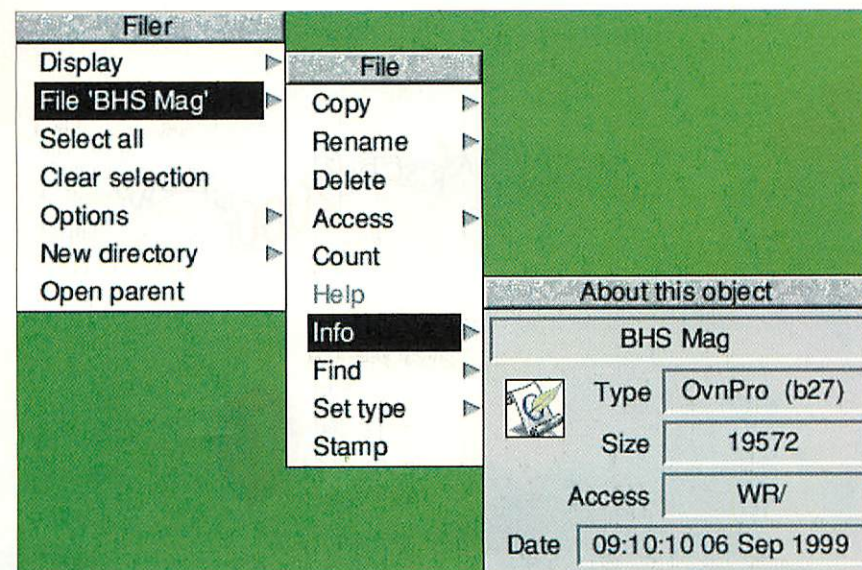 Filer
Display
File 'BHS Mag'
Select all
Clear selection
Options
New directory
Open parent
File
Copy
Rename
Delete
Access
Count
Help
Info
Find
Set type
Stamp
About this object
BHS Mag
Type OvnPro (b27)
Size 19572
Access WR/
Date 09:10:10 06 Sep 1999